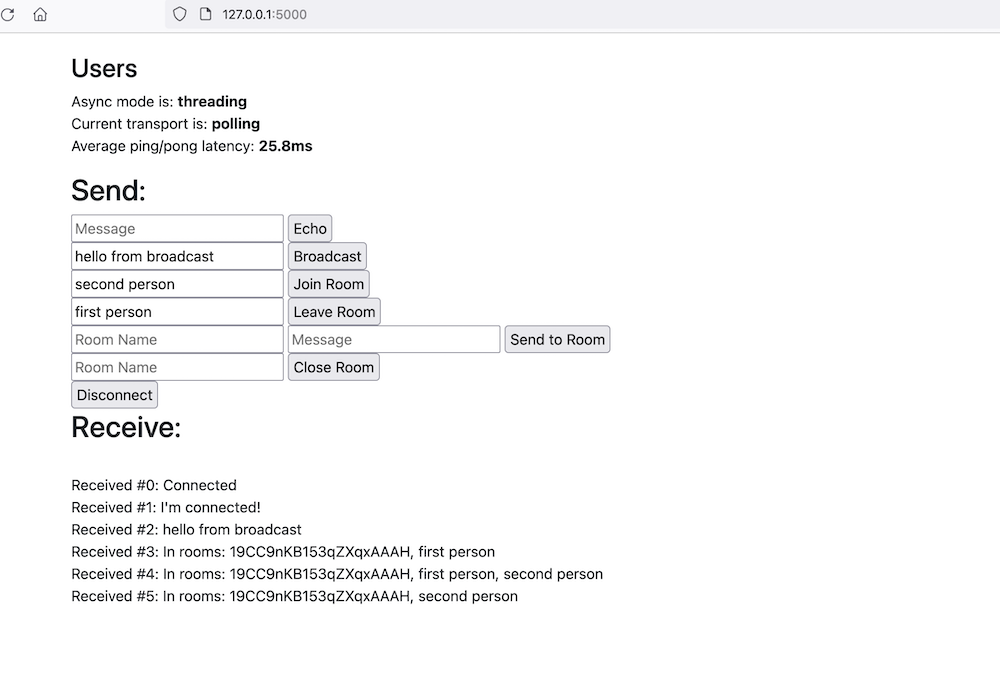 127.0.0.1:5000
Users
Async mode is: threading
Current transport is: polling
Average ping/pong latency: 25.8ms
Send:
Message Echo
hello from broadcast Broadcast
second person Join Room
first person Leave Room
Room Name Message Send to Room
Room Name Close Room
Disconnect
Receive:
Received #0: Connected
Received #1: I'm connected!
Received #2: hello from broadcast
Received #3: In rooms: 19CC9nKB153qZXqxAAAH, first person
Received #4: In rooms: 19CC9nKB153qZXqxAAAH, first person, second person
Received #5: In rooms: 19CC9nKB153qZXqxAAAH, second person